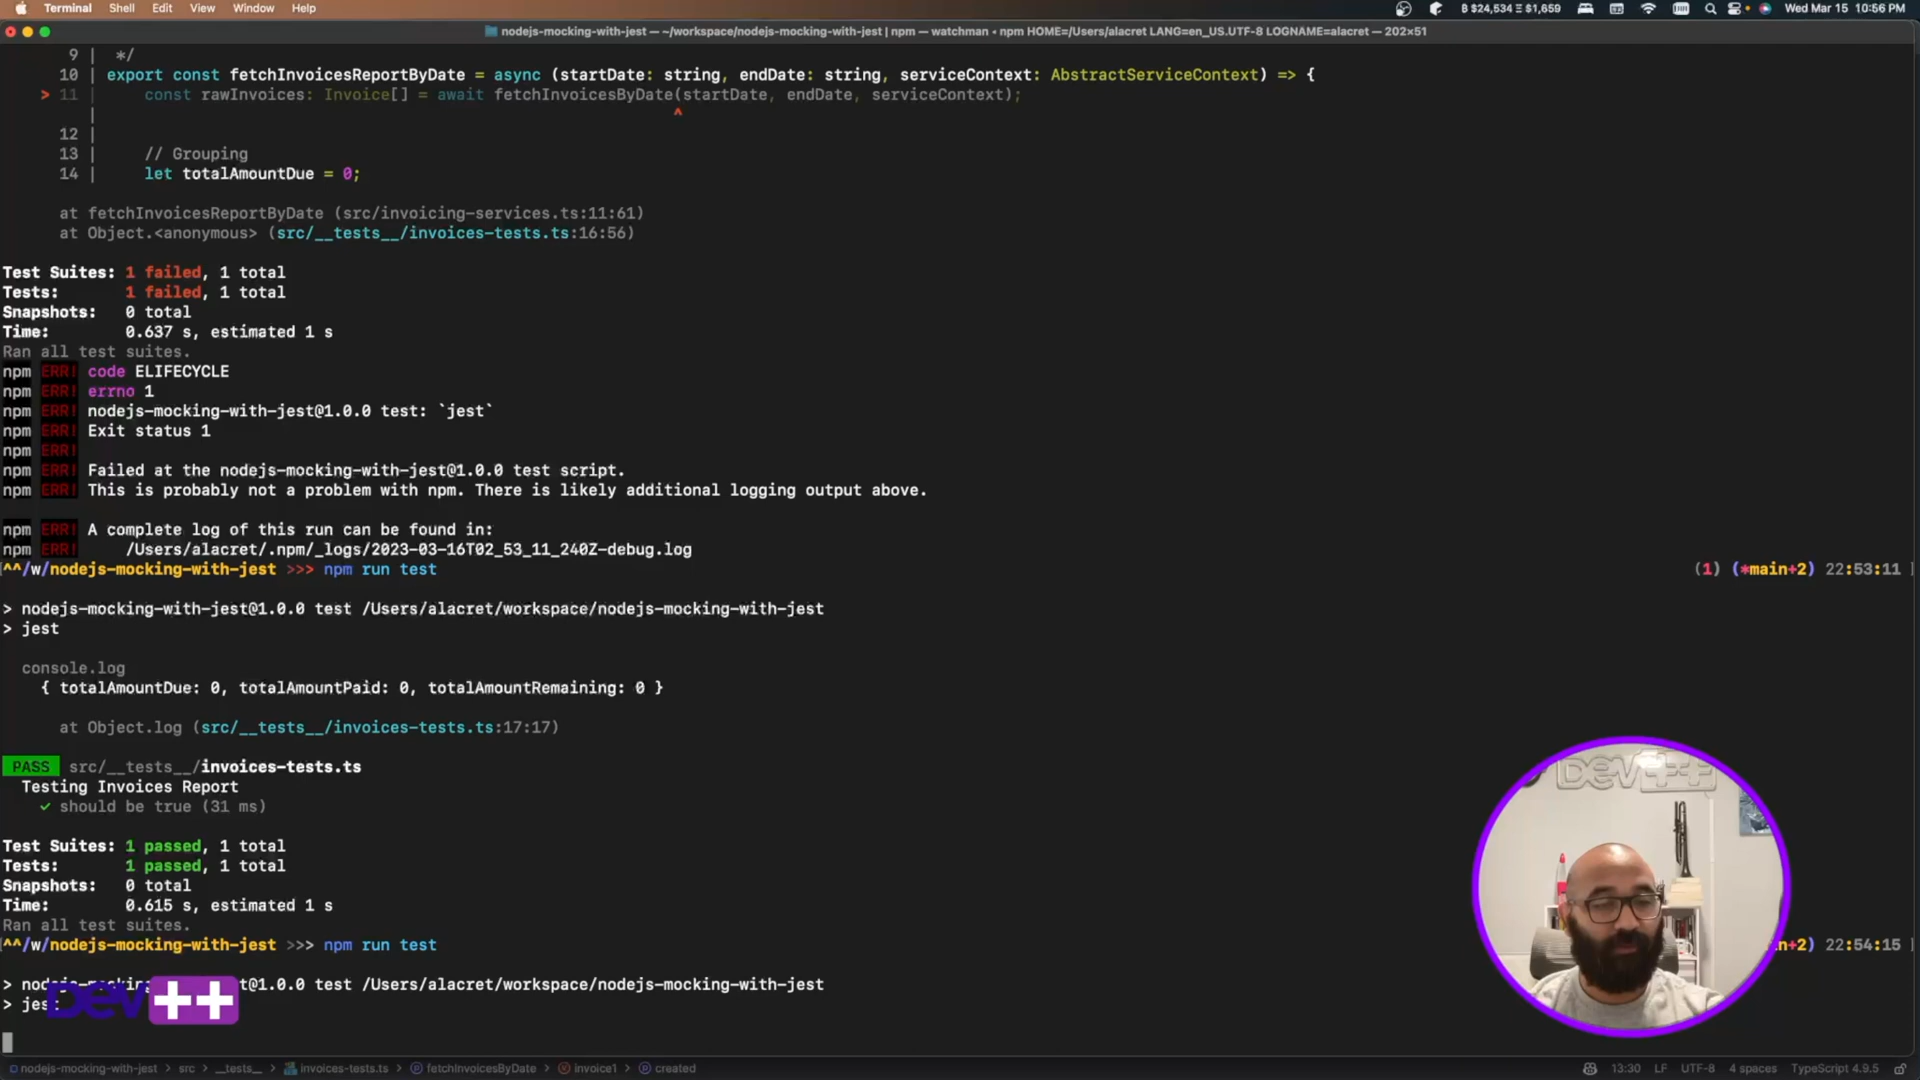 Terminal Shell Edit View Window Help
฿ $24,534 Ξ $1,659 Wed Mar 15 10:56 PM
nodejs-mocking-with-jest — ~/workspace/nodejs-mocking-with-jest | npm — watchman • npm HOME=/Users/alacret LANG=en_US.UTF-8 LOGNAME=alacret — 202×51
9 | */
10 | export const fetchInvoicesReportByDate = async (startDate: string, endDate: string, serviceContext: AbstractServiceContext) => {
> 11 | const rawInvoices: Invoice[] = await fetchInvoicesByDate(startDate, endDate, serviceContext);
| ^
12 |
13 | // Grouping
14 | let totalAmountDue = 0;
at fetchInvoicesReportByDate (src/invoicing-services.ts:11:61)
at Object.<anonymous> (src/__tests__/invoices-tests.ts:16:56)
Test Suites: 1 failed, 1 total
Tests: 1 failed, 1 total
Snapshots: 0 total
Time: 0.637 s, estimated 1 s
Ran all test suites.
npm ERR! code ELIFECYCLE
npm ERR! errno 1
npm ERR! nodejs-mocking-with-jest@1.0.0 test: `jest`
npm ERR! Exit status 1
npm ERR!
npm ERR! Failed at the nodejs-mocking-with-jest@1.0.0 test script.
npm ERR! This is probably not a problem with npm. There is likely additional logging output above.
npm ERR! A complete log of this run can be found in:
npm ERR! /Users/alacret/.npm/_logs/2023-03-16T02_53_11_240Z-debug.log
^^/w/nodejs-mocking-with-jest >>> npm run test (1) (*main+2) 22:53:11
> nodejs-mocking-with-jest@1.0.0 test /Users/alacret/workspace/nodejs-mocking-with-jest
> jest
console.log
{ totalAmountDue: 0, totalAmountPaid: 0, totalAmountRemaining: 0 }
at Object.log (src/__tests__/invoices-tests.ts:17:17)
PASS src/__tests__/invoices-tests.ts
Testing Invoices Report
✓ should be true (31 ms)
Test Suites: 1 passed, 1 total
Tests: 1 passed, 1 total
Snapshots: 0 total
Time: 0.615 s, estimated 1 s
Ran all test suites.
^^/w/nodejs-mocking-with-jest >>> npm run test n+2) 22:54:15
> nodejs-mocking @1.0.0 test /Users/alacret/workspace/nodejs-mocking-with-jest
> jest
Dev++
Dev++
nodejs-mocking-with-jest > src > __tests__ > invoices-tests.ts > fetchInvoicesByDate > invoice1 > created
13:30 LF UTF-8 4 spaces TypeScript 4.9.5